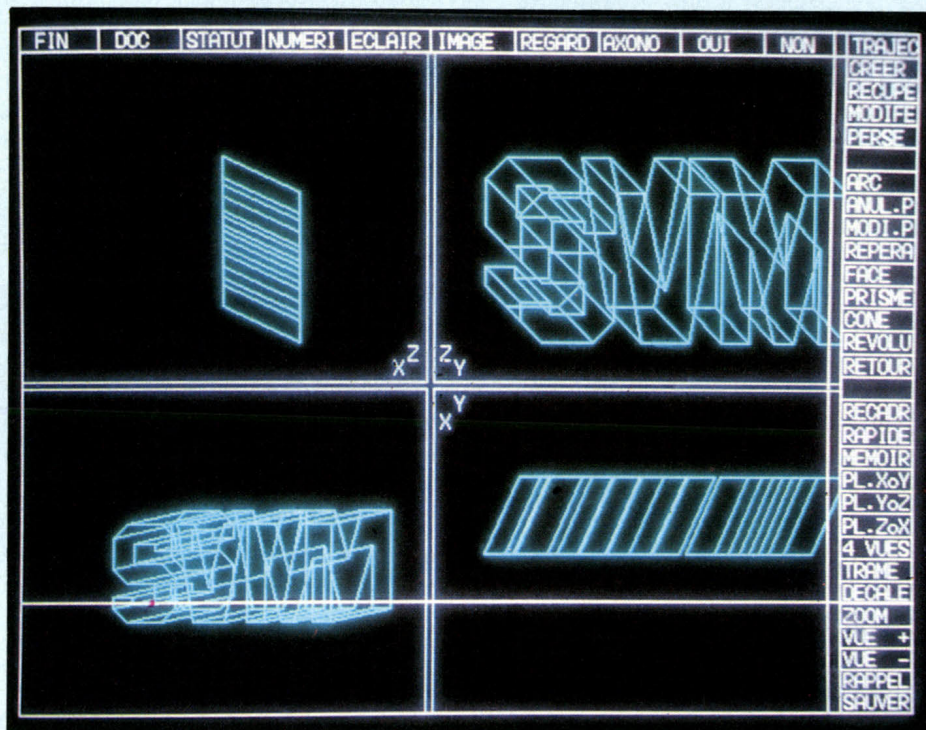 FIN DOC STATUT NUMERI ECLAIR IMAGE REGARD AXONO OUI NON TRAJEC
CREER
RECUPE
MODIFE
PERSE
ARC
ANUL.P
MODI.P
REPERA
FACE
PRISME
CONE
REVOLU
RETOUR
RECADR
RAPIDE
MEMOIR
PL.XoY
PL.YoZ
PL.ZoX
4 VUES
TRAME
DECALE
ZOOM
VUE +
VUE -
RAPPEL
SAUVER
SVM
X Z
Z Y
Y
X
SVM